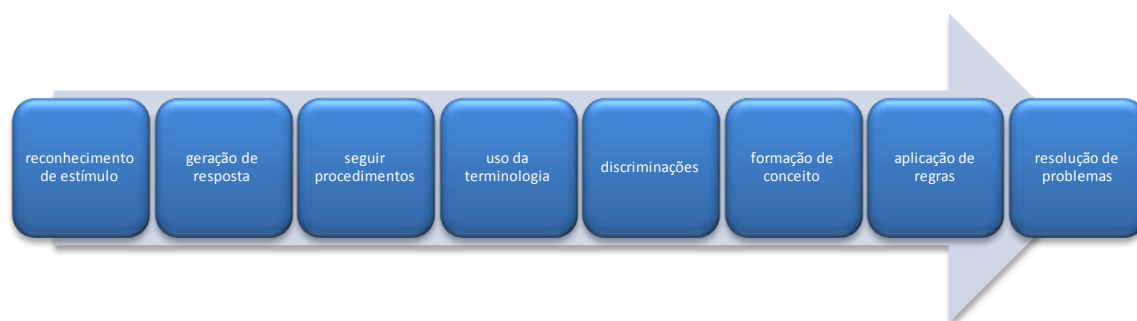 reconhecimento
de estímulo
geração de
resposta
seguir
procedimentos
uso da
terminologia
discriminações
formação de
conceito
aplicação de
regras
resolução de
problemas